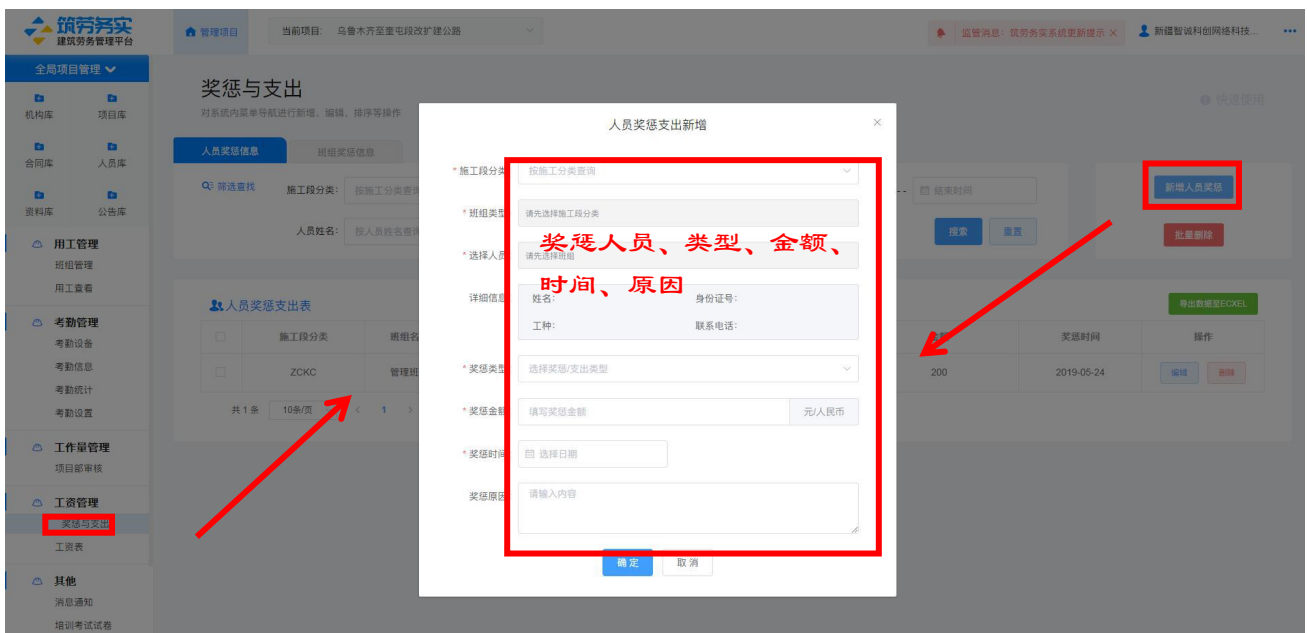 筑劳务实
建筑劳务管理平台
管理项目
当前项目: 乌鲁木齐至重屯段改扩建公路
监管消息: 筑劳务实系统更新提示 ×
新疆智诚科创网络科技...
全局项目管理
机构库 项目库
合同库 人员库
资料库 公告库
用工管理
班组管理
用工查看
考勤管理
考勤设备
考勤信息
考勤统计
考勤设置
工作量管理
项目部审核
工资管理
奖惩与支出
工资表
其他
消息通知
培训考试试卷
奖惩与支出
对系统内菜单导航进行新增、编辑、排序等操作
快速使用
人员奖惩信息 班组奖惩信息
筛选查找
施工段分类: 按施工分类查询
-- 结束时间
人员姓名: 按人员姓名查询
搜索 重置
新增人员奖惩
批量删除
人员奖惩支出表
导出数据至ECXEL
施工段分类 班组名 金额 奖惩时间 操作
ZCKC 管理班 200 2019-05-24 编辑 删除
共 1 条 10条/页 < 1 >
人员奖惩支出新增 ×
* 施工段分类 按施工分类查询
* 班组类型 请先选择施工段分类
* 选择人员 请先选择班组
奖惩人员、类型、金额、
时间、原因
详细信息 姓名: 身份证号:
工种: 联系电话:
* 奖惩类型 选择奖惩/支出类型
* 奖惩金额 填写奖惩金额 元/人民币
* 奖惩时间 选择日期
奖惩原因 请输入内容
确定 取消